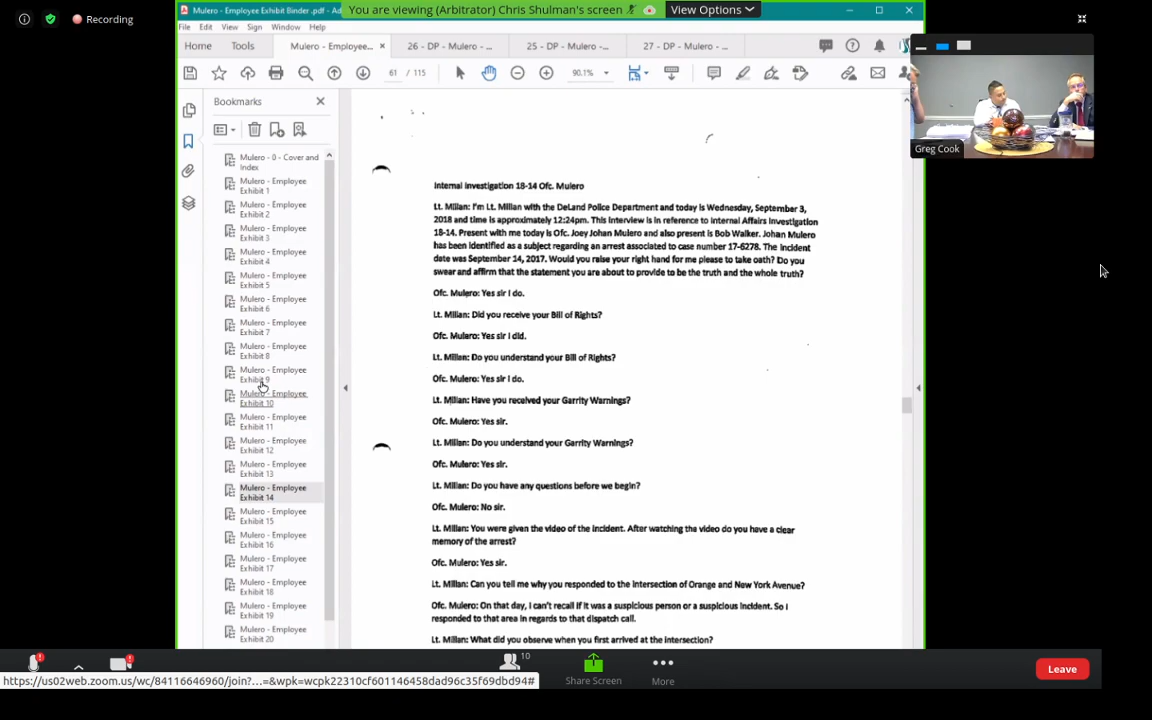 Recording
Mulero - Employee Exhibit Binder .pdf - Ad
You are viewing (Arbitrator) Chris Shulman's screen
View Options
File Edit View Sign Window Help
Home Tools Mulero - Employee... × 26 - DP - Mulero - ... 25 - DP - Mulero -... 27 - DP - Mulero - ...
61 / 115 90.1%
Bookmarks
Mulero - 0 - Cover and
Index
Mulero - Employee
Exhibit 1
Mulero - Employee
Exhibit 2
Mulero - Employee
Exhibit 3
Mulero - Employee
Exhibit 4
Mulero - Employee
Exhibit 5
Mulero - Employee
Exhibit 6
Mulero - Employee
Exhibit 7
Mulero - Employee
Exhibit 8
Mulero - Employee
Exhibit 9
Mulero - Employee
Exhibit 10
Mulero - Employee
Exhibit 11
Mulero - Employee
Exhibit 12
Mulero - Employee
Exhibit 13
Mulero - Employee
Exhibit 14
Mulero - Employee
Exhibit 15
Mulero - Employee
Exhibit 16
Mulero - Employee
Exhibit 17
Mulero - Employee
Exhibit 18
Mulero - Employee
Exhibit 19
Mulero - Employee
Exhibit 20
Internal Investigation 18-14 Ofc. Mulero
Lt. Millan: I'm Lt. Millan with the DeLand Police Department and today is Wednesday, September 3,
2018 and time is approximately 12:24pm. This interview is in reference to Internal Affairs Investigation
18-14. Present with me today is Ofc. Joey Johan Mulero and also present is Bob Walker. Johan Mulero
has been identified as a subject regarding an arrest associated to case number 17-6278. The incident
date was September 14, 2017. Would you raise your right hand for me please to take oath? Do you
swear and affirm that the statement you are about to provide to be the truth and the whole truth?
Ofc. Mulero: Yes sir I do.
Lt. Millan: Did you receive your Bill of Rights?
Ofc. Mulero: Yes sir I did.
Lt. Millan: Do you understand your Bill of Rights?
Ofc. Mulero: Yes sir I do.
Lt. Millan: Have you received your Garrity Warnings?
Ofc. Mulero: Yes sir.
Lt. Millan: Do you understand your Garrity Warnings?
Ofc. Mulero: Yes sir.
Lt. Millan: Do you have any questions before we begin?
Ofc. Mulero: No sir.
Lt. Millan: You were given the video of the incident. After watching the video do you have a clear
memory of the arrest?
Ofc. Mulero: Yes sir.
Lt. Millan: Can you tell me why you responded to the intersection of Orange and New York Avenue?
Ofc. Mulero: On that day, I can't recall if it was a suspicious person or a suspicious incident. So I
responded to that area in regards to that dispatch call.
Lt. Millan: What did you observe when you first arrived at the intersection?
Greg Cook
10
Share Screen
More
Leave
https://us02web.zoom.us/wc/84116646960/join?...=&wpk=wcpk22310cf601146458dad96c35f69dbd94#